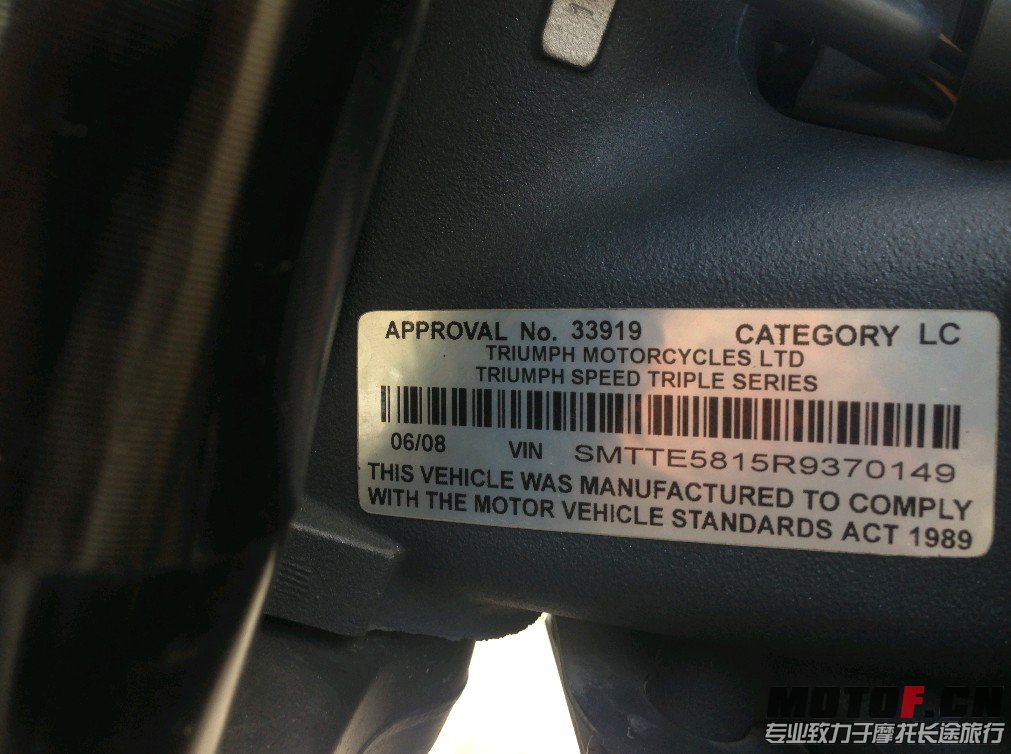 1
APPROVAL No. 33919 CATEGORY LC
TRIUMPH MOTORCYCLES LTD
TRIUMPH SPEED TRIPLE SERIES
06/08 VIN SMTTE5815R9370149
THIS VEHICLE WAS MANUFACTURED TO COMPLY
WITH THE MOTOR VEHICLE STANDARDS ACT 1989
MOTOF.CN
专业致力于摩托长途旅行